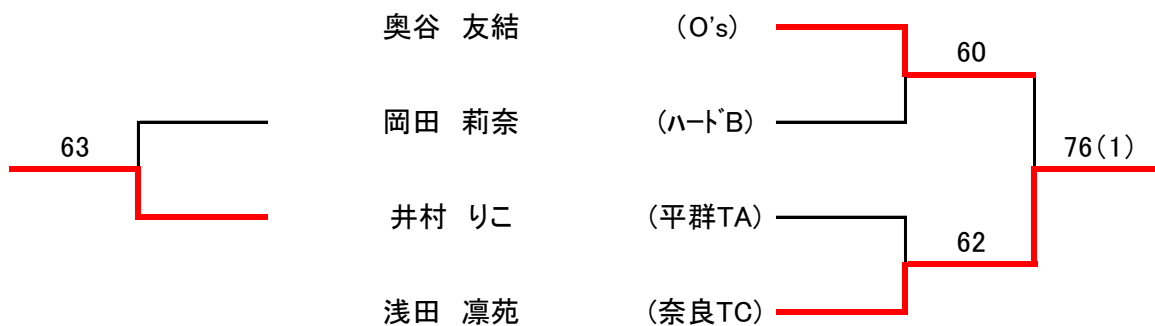 奥谷 友結 (O's)
60
岡田 莉奈 (ハードB)
63
76(1)
井村 りこ (平群TA)
62
浅田 凛苑 (奈良TC)